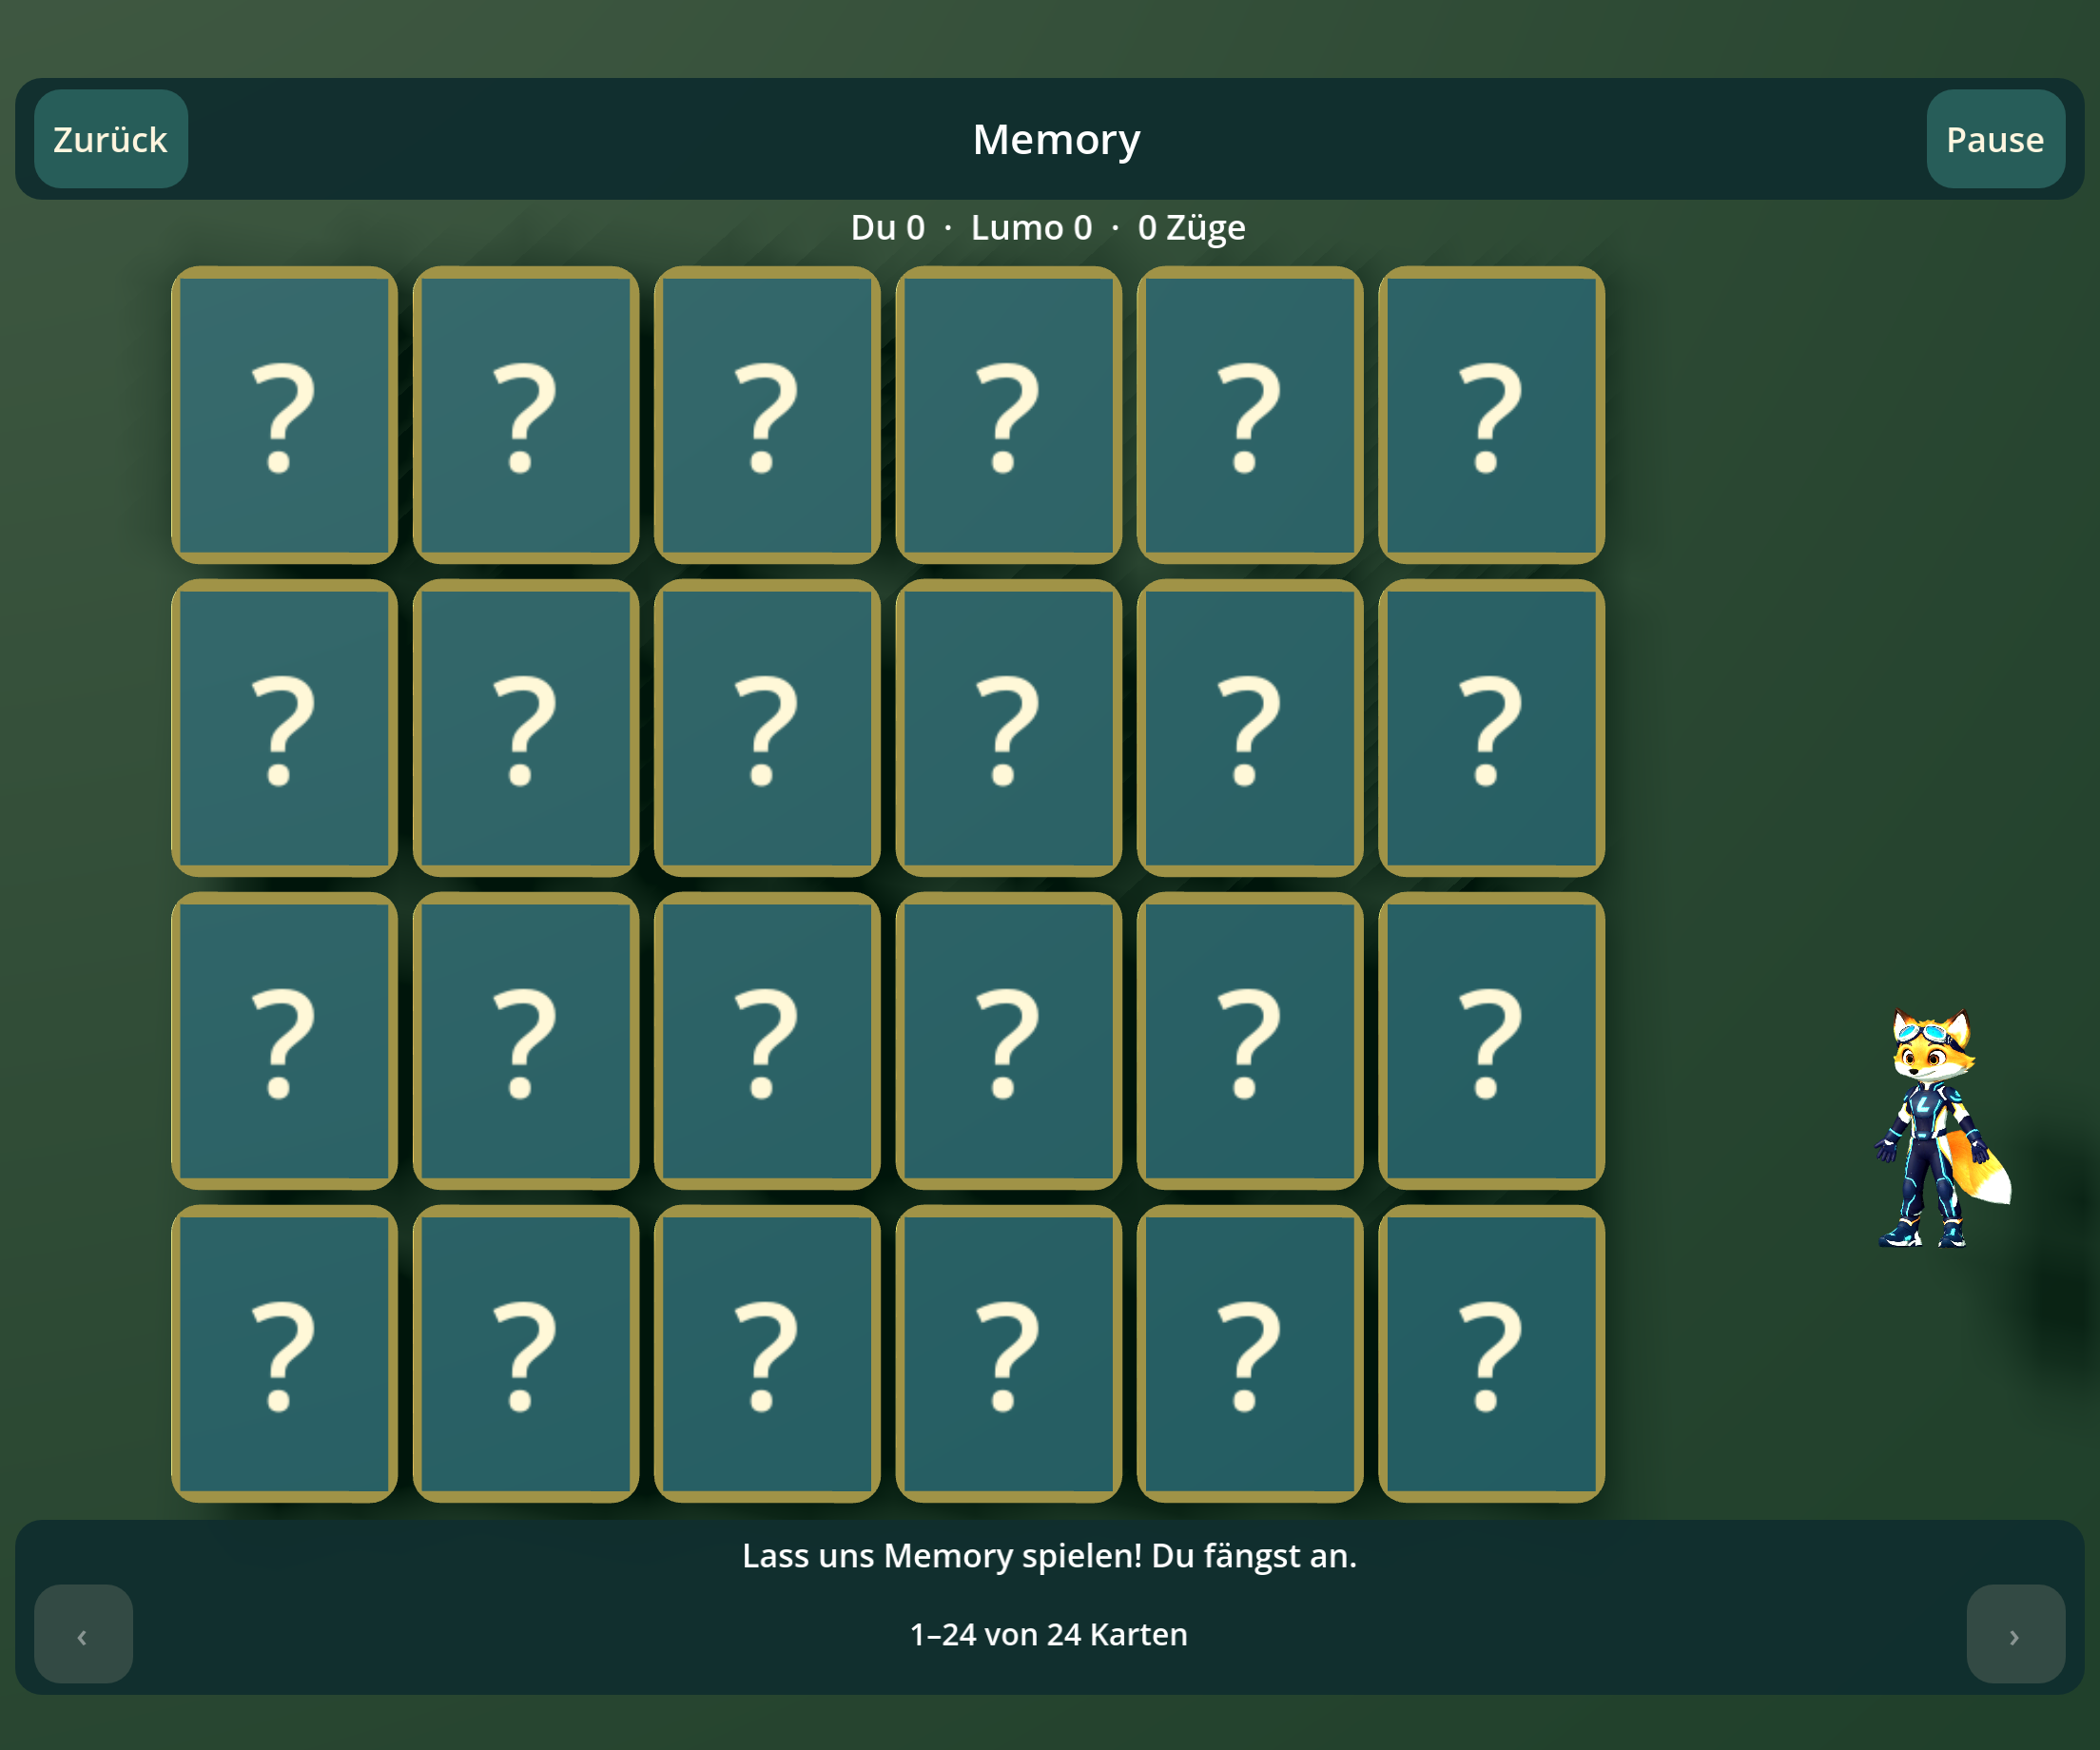 Zurück
Memory
Pause
Du 0 · Lumo 0 · 0 Züge
? ? ? ? ? ?
? ? ? ? ? ?
? ? ? ? ? ?
? ? ? ? ? ?
L
Lass uns Memory spielen! Du fängst an.
‹
1–24 von 24 Karten
›